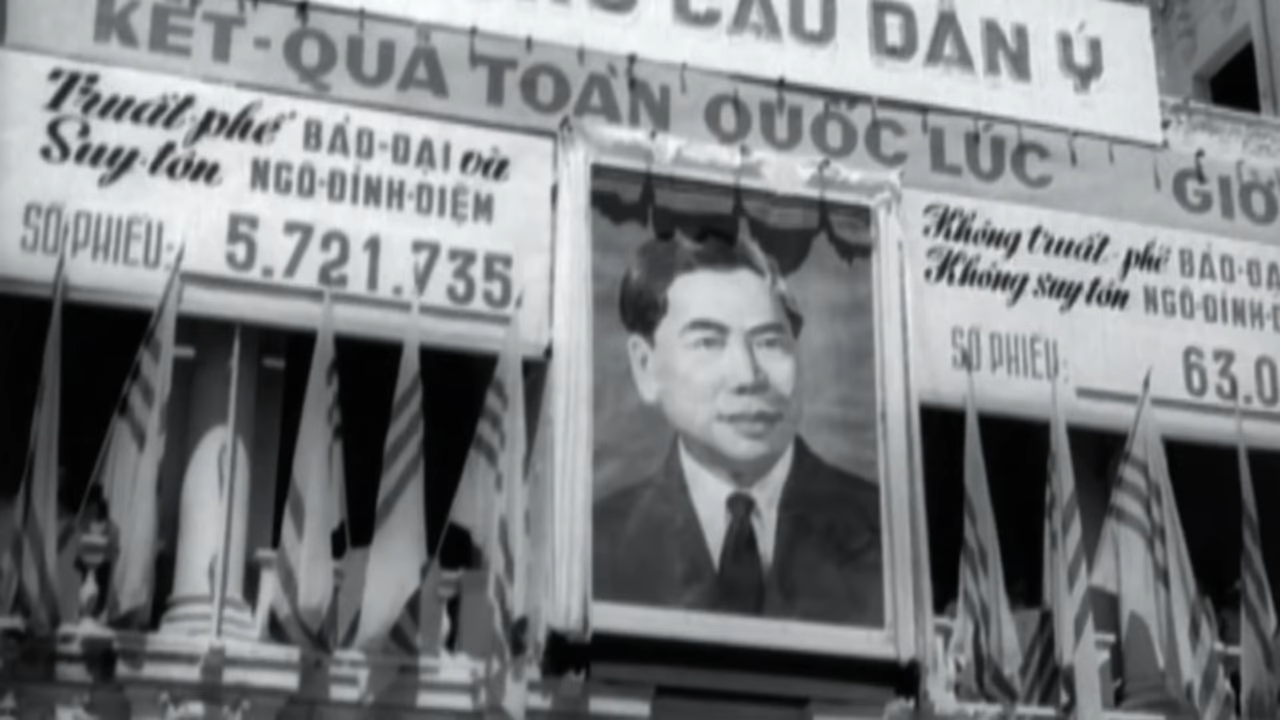 CẦU DÂN Ý
KẾT-QUẢ TOÀN QUỐC LÚC GIỜ
Truất-phế BẢO-ĐẠI và
Suy-tôn NGÔ-ĐÌNH-DIỆM
SỐ PHIẾU: 5.721.735.
Không truất-phế BẢO-ĐẠ
Không suy tôn NGÔ-ĐÌNH-
SỐ PHIẾU: 63.0